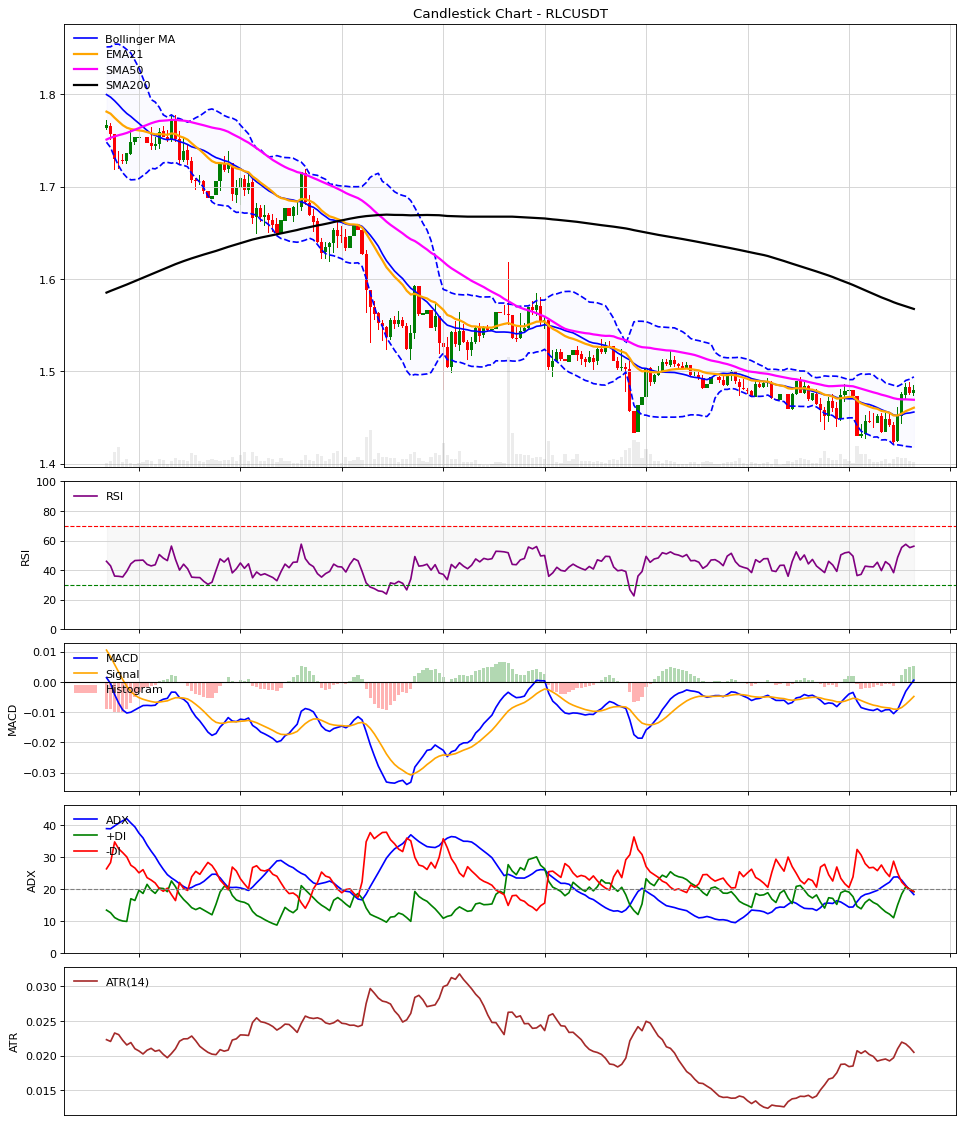 Candlestick Chart - RLCUSDT
Bollinger MA
EMA21
SMA50
SMA200
1.8
1.7
1.6
1.5
1.4
RSI
RSI
100
80
60
40
20
0
MACD
MACD
Signal
Histogram
0.01
0.00
−0.01
−0.02
−0.03
ADX
ADX
+DI
-DI
40
30
20
10
0
ATR
ATR(14)
0.030
0.025
0.020
0.015